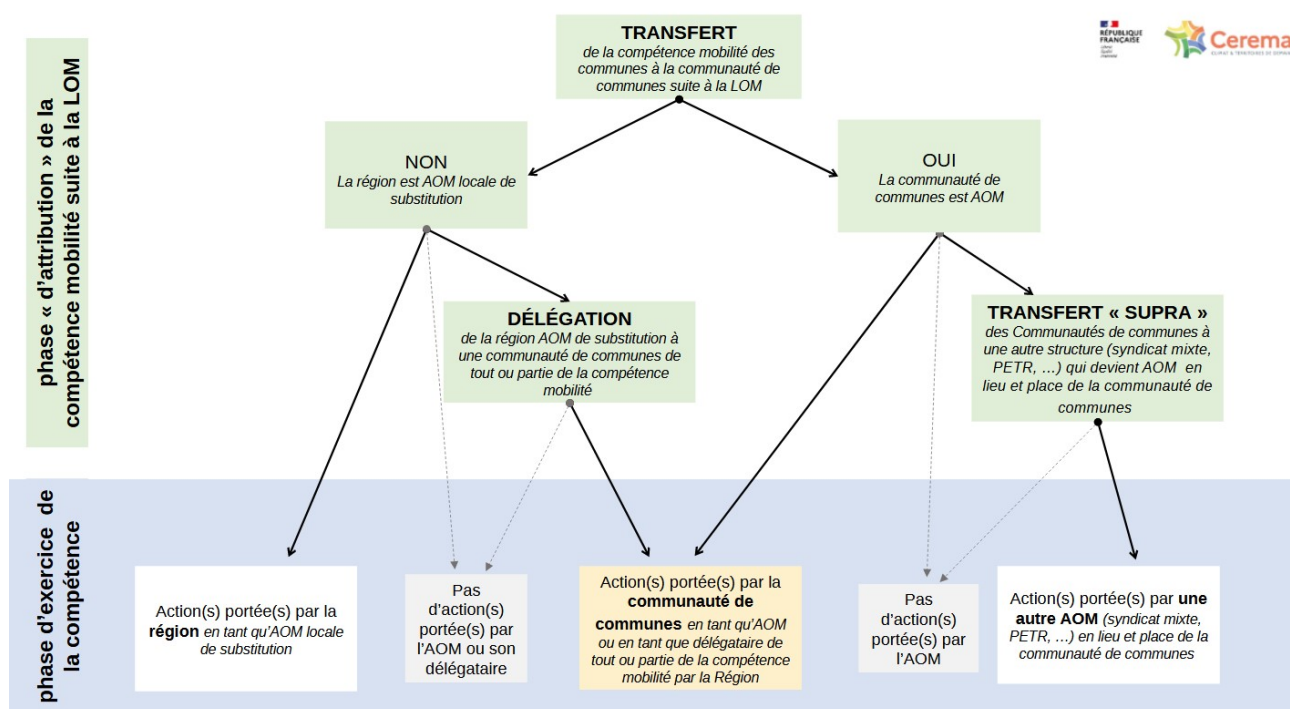 TRANSFERT
de la compétence mobilité des
communes à la communauté de
communes suite à la LOM
RÉPUBLIQUE
FRANÇAISE
Cerema
phase « d'attribution » de la
compétence mobilité suite à la LOM
NON
La région est AOM locale de
substitution
OUI
La communauté de
communes est AOM
DÉLÉGATION
de la région AOM de substitution à
une communauté de communes de
tout ou partie de la compétence
mobilité
TRANSFERT « SUPRA »
des Communautés de communes à
une autre structure (syndicat mixte,
PETR, ...) qui devient AOM en
lieu et place de la communauté de
communes
phase d'exercice de
la compétence
Action(s) portée(s) par la
région en tant qu'AOM locale
de substitution
Pas
d'action(s)
portée(s) par
l'AOM ou son
délégataire
Action(s) portée(s) par la
communauté de
communes en tant qu'AOM
ou en tant que délégataire de
tout ou partie de la compétence
mobilité par la Région
Pas
d'action(s)
portée(s) par
l'AOM
Action(s) portée(s) par une
autre AOM (syndicat mixte,
PETR, ...) en lieu et place de la
communauté de communes